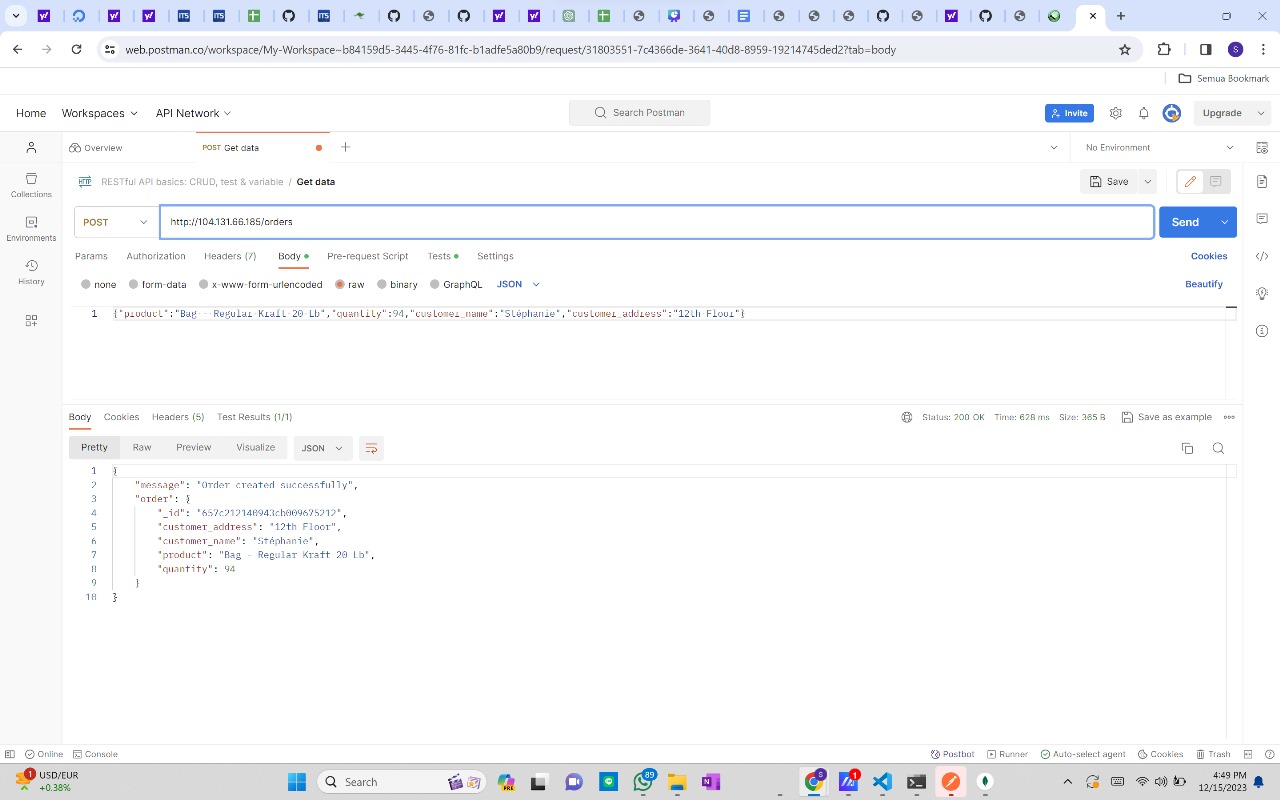 web.postman.co/workspace/My-Workspace~b84159d5-3445-4f76-81fc-b1adfe5a80b9/request/31803551-7c4366de-3641-40d8-8959-19214745ded2?tab=body
S
Semua Bookmark
Home Workspaces API Network Search Postman Invite Upgrade
Overview POST Get data No Environment
HTTP RESTful API basics: CRUD, test & variable / Get data Save
Collections
Environments
History
POST http://104.131.66.185/orders Send
Params Authorization Headers (7) Body Pre-request Script Tests Settings Cookies
none form-data x-www-form-urlencoded raw binary GraphQL JSON Beautify
1 {"product":"Bag - Regular Kraft 20 Lb","quantity":94,"customer_name":"Stéphanie","customer_address":"12th Floor"}
Body Cookies Headers (5) Test Results (1/1) Status: 200 OK Time: 628 ms Size: 365 B Save as example
Pretty Raw Preview Visualize JSON
1 {
2 "message": "Order created successfully",
3 "order": {
4 "_id": "657c212140943cb009675212",
5 "customer_address": "12th Floor",
6 "customer_name": "Stéphanie",
7 "product": "Bag - Regular Kraft 20 Lb",
8 "quantity": 94
9 }
10 }
Online Console Postbot Runner Auto-select agent Cookies Trash
1 USD/EUR
+0.38%
Search
PRE
89
S
1
4:49 PM
12/15/2023